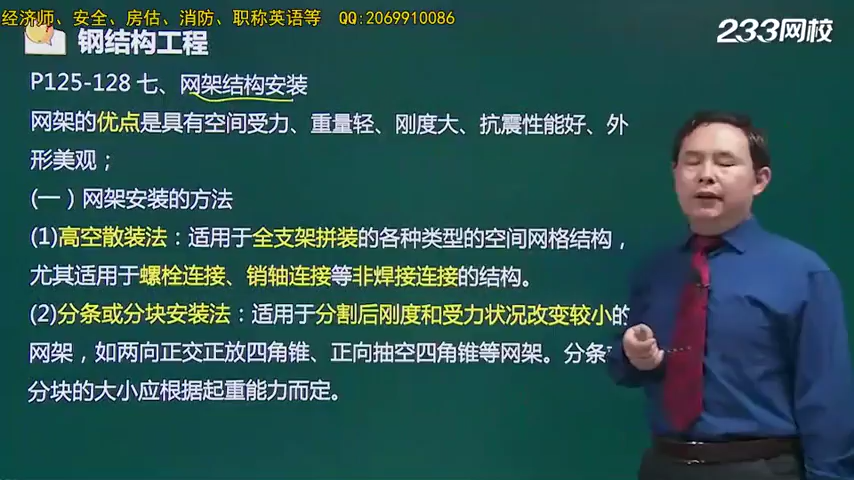 经济师、安全、房估、消防、职称英语等 QQ:2069910086
钢结构工程
233网校
P125-128 七、网架结构安装
网架的优点是具有空间受力、重量轻、刚度大、抗震性能好、外
形美观；
(一）网架安装的方法
(1)高空散装法：适用于全支架拼装的各种类型的空间网格结构，
尤其适用于螺栓连接、销轴连接等非焊接连接的结构。
(2)分条或分块安装法：适用于分割后刚度和受力状况改变较小的
网架，如两向正交正放四角锥、正向抽空四角锥等网架。分条
分块的大小应根据起重能力而定。